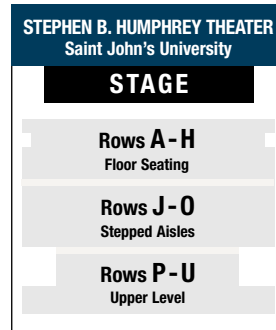 STEPHEN B. HUMPHREY THEATER
Saint John's University
STAGE
Rows A-H
Floor Seating
Rows J-O
Stepped Aisles
Rows P-U
Upper Level